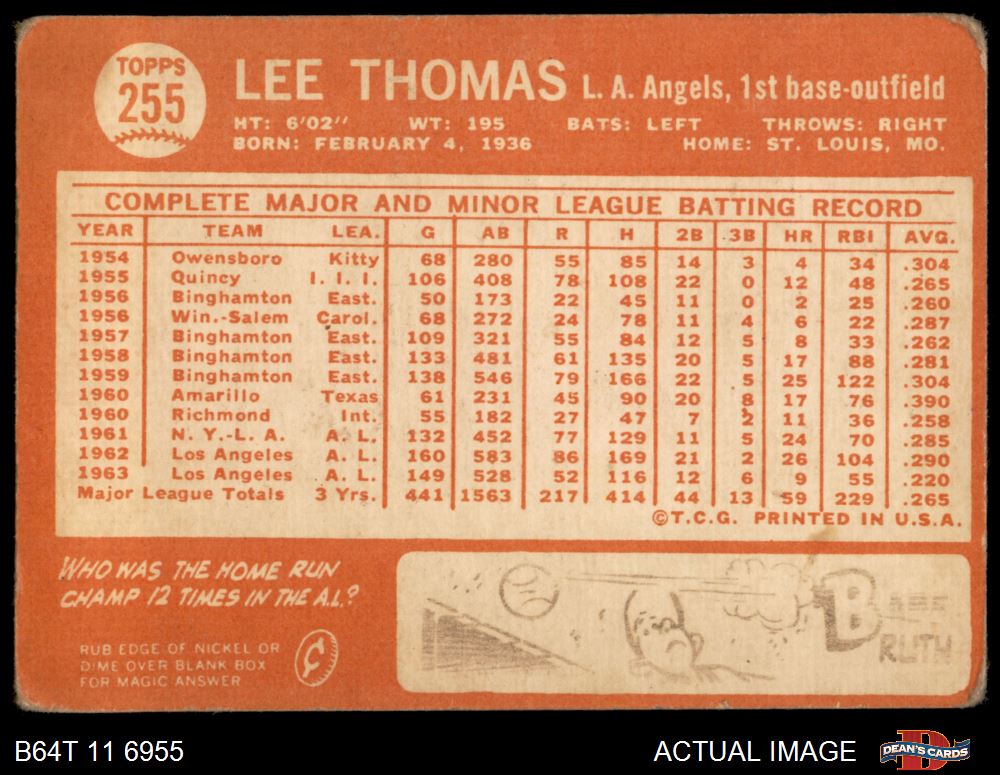 TOPPS
255
LEE THOMAS L. A. Angels, 1st base-outfield
HT: 6'02" WT: 195 BATS: LEFT THROWS: RIGHT
BORN: FEBRUARY 4, 1936 HOME: ST. LOUIS, MO.
COMPLETE MAJOR AND MINOR LEAGUE BATTING RECORD
YEAR TEAM LEA. G AB R H 2B 3B HR RBI AVG.
1954 Owensboro Kitty 68 280 55 85 14 3 4 34 .304
1955 Quincy I. I. I. 106 408 78 108 22 0 12 48 .265
1956 Binghamton East. 50 173 22 45 11 0 2 25 .260
1956 Win.-Salem Carol. 68 272 24 78 11 4 6 22 .287
1957 Binghamton East. 109 321 55 84 12 5 8 33 .262
1958 Binghamton East. 133 481 61 135 20 5 17 88 .281
1959 Binghamton East. 138 546 79 166 22 5 25 122 .304
1960 Amarillo Texas 61 231 45 90 20 8 17 76 .390
1960 Richmond Int. 55 182 27 47 7 2 11 36 .258
1961 N. Y.-L. A. A. L. 132 452 77 129 11 5 24 70 .285
1962 Los Angeles A. L. 160 583 86 169 21 2 26 104 .290
1963 Los Angeles A. L. 149 528 52 116 12 6 9 55 .220
Major League Totals 3 Yrs. 441 1563 217 414 44 13 59 229 .265
©T.C.G. PRINTED IN U.S.A.
WHO WAS THE HOME RUN
CHAMP 12 TIMES IN THE A.L.?
RUB EDGE OF NICKEL OR
DIME OVER BLANK BOX
FOR MAGIC ANSWER
BABE
RUTH
B64T 11 6955
ACTUAL IMAGE
DEAN'S CARDS